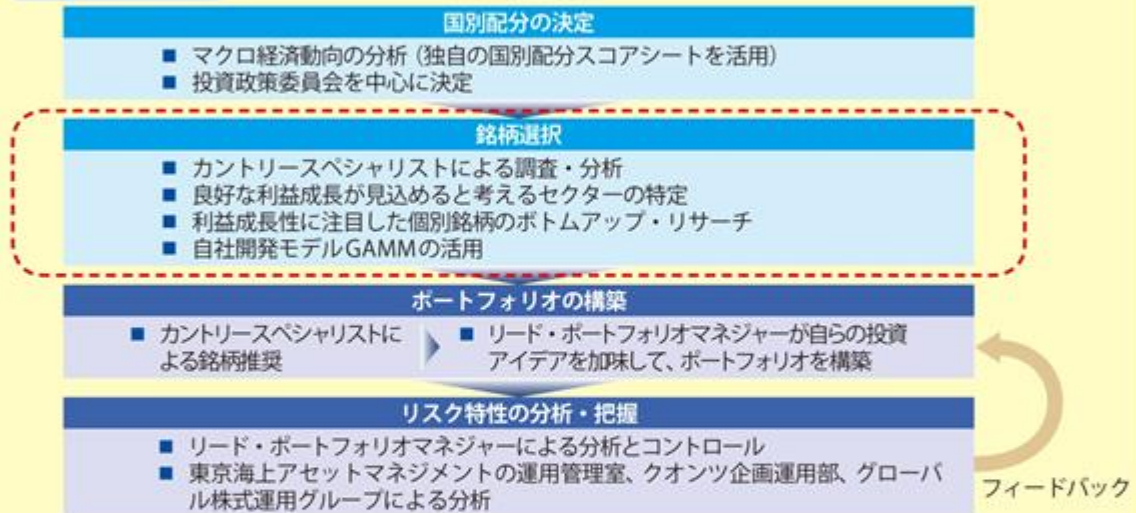 国別配分の決定
■ マクロ経済動向の分析（独自の国別配分スコアシートを活用）
■ 投資政策委員会を中心に決定
銘柄選択
■ カントリースペシャリストによる調査・分析
■ 良好な利益成長が見込めると考えるセクターの特定
■ 利益成長性に注目した個別銘柄のボトムアップ・リサーチ
■ 自社開発モデルGAMMの活用
ポートフォリオの構築
■ カントリースペシャリストに
よる銘柄推奨
■ リード・ポートフォリオマネジャーが自らの投資
アイデアを加味して、ポートフォリオを構築
リスク特性の分析・把握
■ リード・ポートフォリオマネジャーによる分析とコントロール
■ 東京海上アセットマネジメントの運用管理室、クオンツ企画運用部、グローバ
ル株式運用グループによる分析
フィードバック